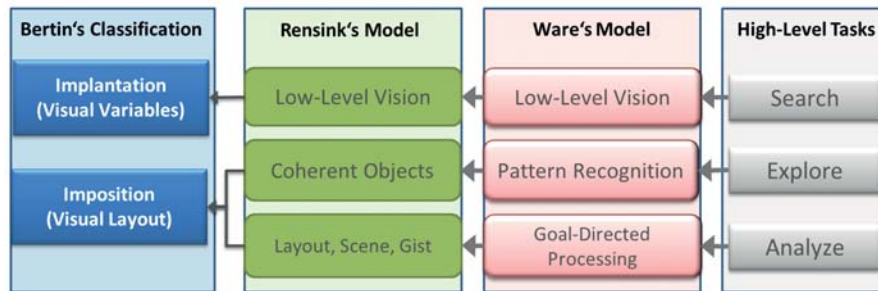 Bertin's Classification
Rensink's Model
Ware's Model
High-Level Tasks
Implantation
(Visual Variables)
Low-Level Vision
Low-Level Vision
Search
Imposition
(Visual Layout)
Coherent Objects
Pattern Recognition
Explore
Layout, Scene, Gist
Goal-Directed
Processing
Analyze